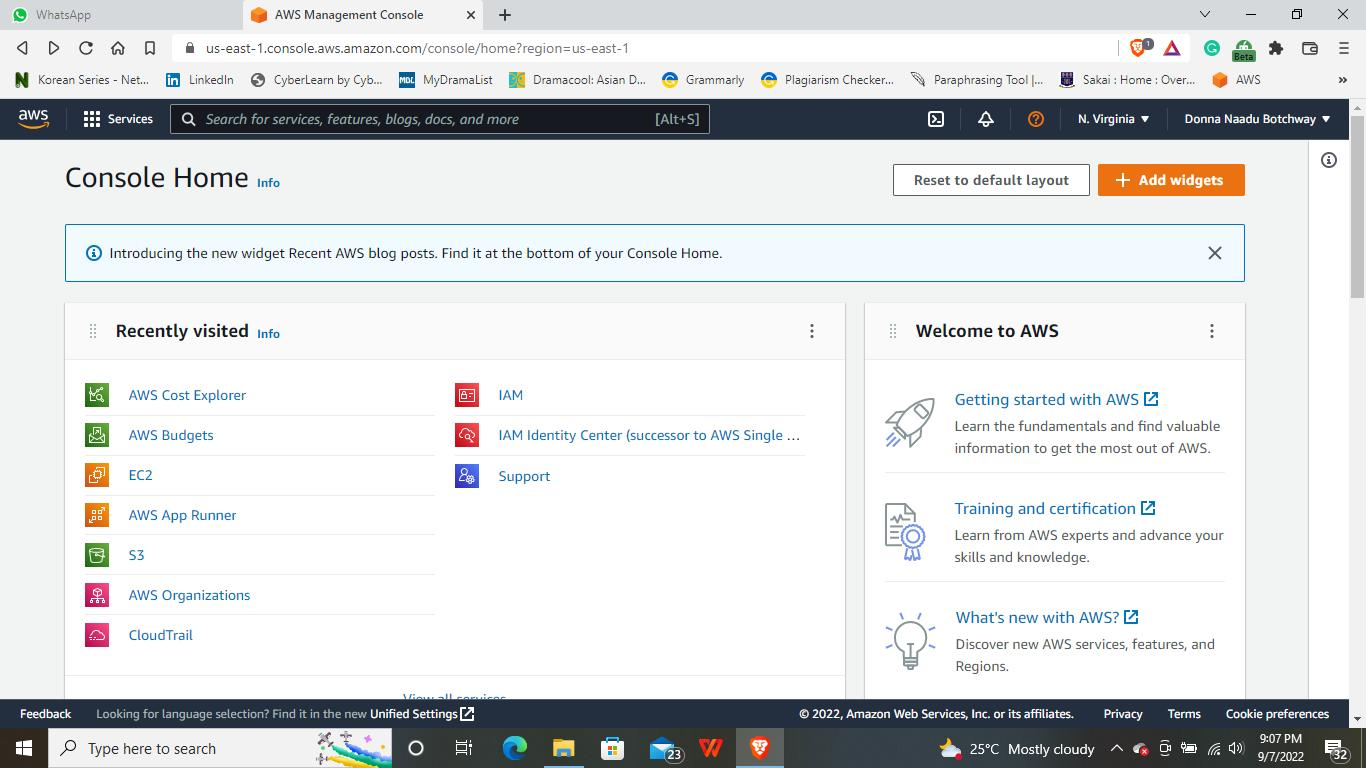 WhatsApp
AWS Management Console
us-east-1.console.aws.amazon.com/console/home?region=us-east-1
1
Beta
Korean Series - Net...
LinkedIn
CyberLearn by Cyb...
MDL MyDramaList
Dramacool: Asian D...
Grammarly
Plagiarism Checker...
Paraphrasing Tool |...
Sakai : Home : Over...
AWS
aws
Services
Search for services, features, blogs, docs, and more
[Alt+S]
N. Virginia
Donna Naadu Botchway
Console Home
Info
Reset to default layout
Add widgets
Introducing the new widget Recent AWS blog posts. Find it at the bottom of your Console Home.
Recently visited
Info
AWS Cost Explorer
AWS Budgets
EC2
AWS App Runner
S3
AWS Organizations
CloudTrail
IAM
IAM Identity Center (successor to AWS Single ...
Support
View all services
Welcome to AWS
Getting started with AWS
Learn the fundamentals and find valuable
information to get the most out of AWS.
Training and certification
Learn from AWS experts and advance your
skills and knowledge.
What's new with AWS?
Discover new AWS services, features, and
Regions.
Feedback
Looking for language selection? Find it in the new Unified Settings
© 2022, Amazon Web Services, Inc. or its affiliates.
Privacy
Terms
Cookie preferences
Type here to search
23
25°C Mostly cloudy
9:07 PM
9/7/2022
32